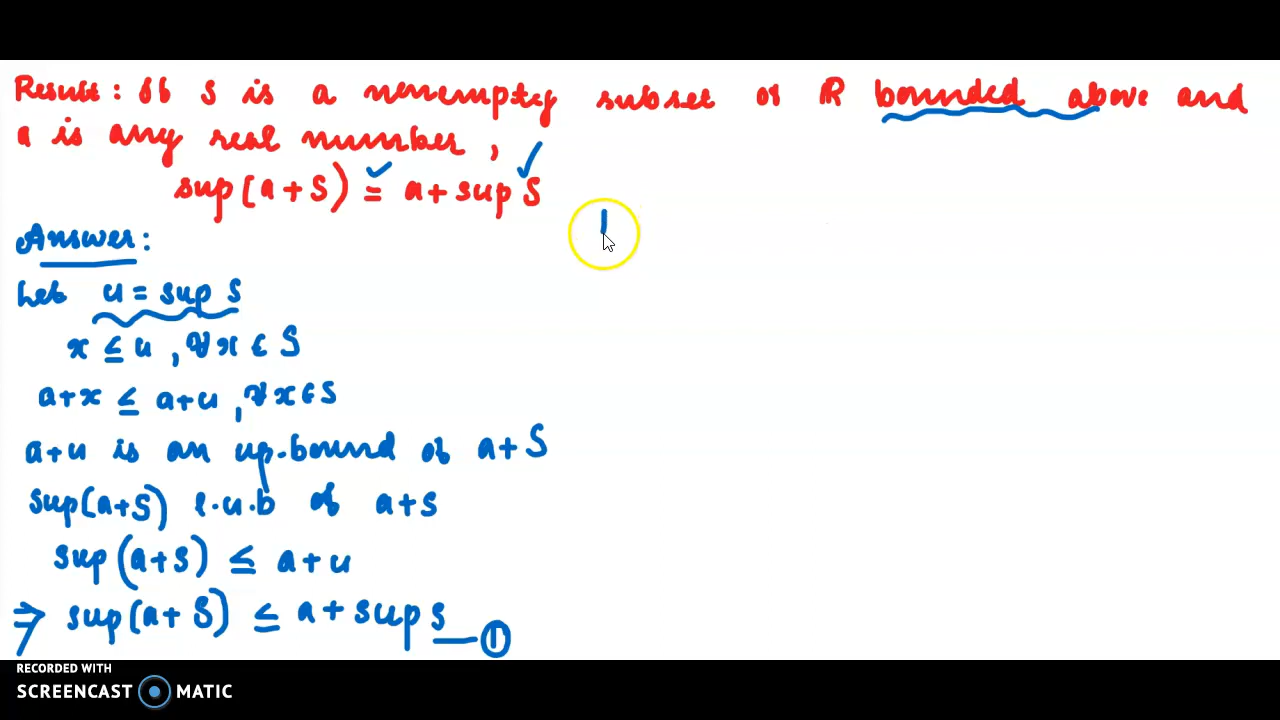 Result: If S is a nonempty subset of ℝ bounded above and
a is any real number,
sup(a+S) = a+sup S
Answer:
Let u = sup S
x ≤ u, ∀x ∈ S
a+x ≤ a+u, ∀x∈S
a+u is an up.bound of a+S
sup(a+S) l.u.b of a+S
sup(a+S) ≤ a+u
⇒ sup(a+S) ≤ a+sup S — ①
RECORDED WITH
SCREENCAST MATIC